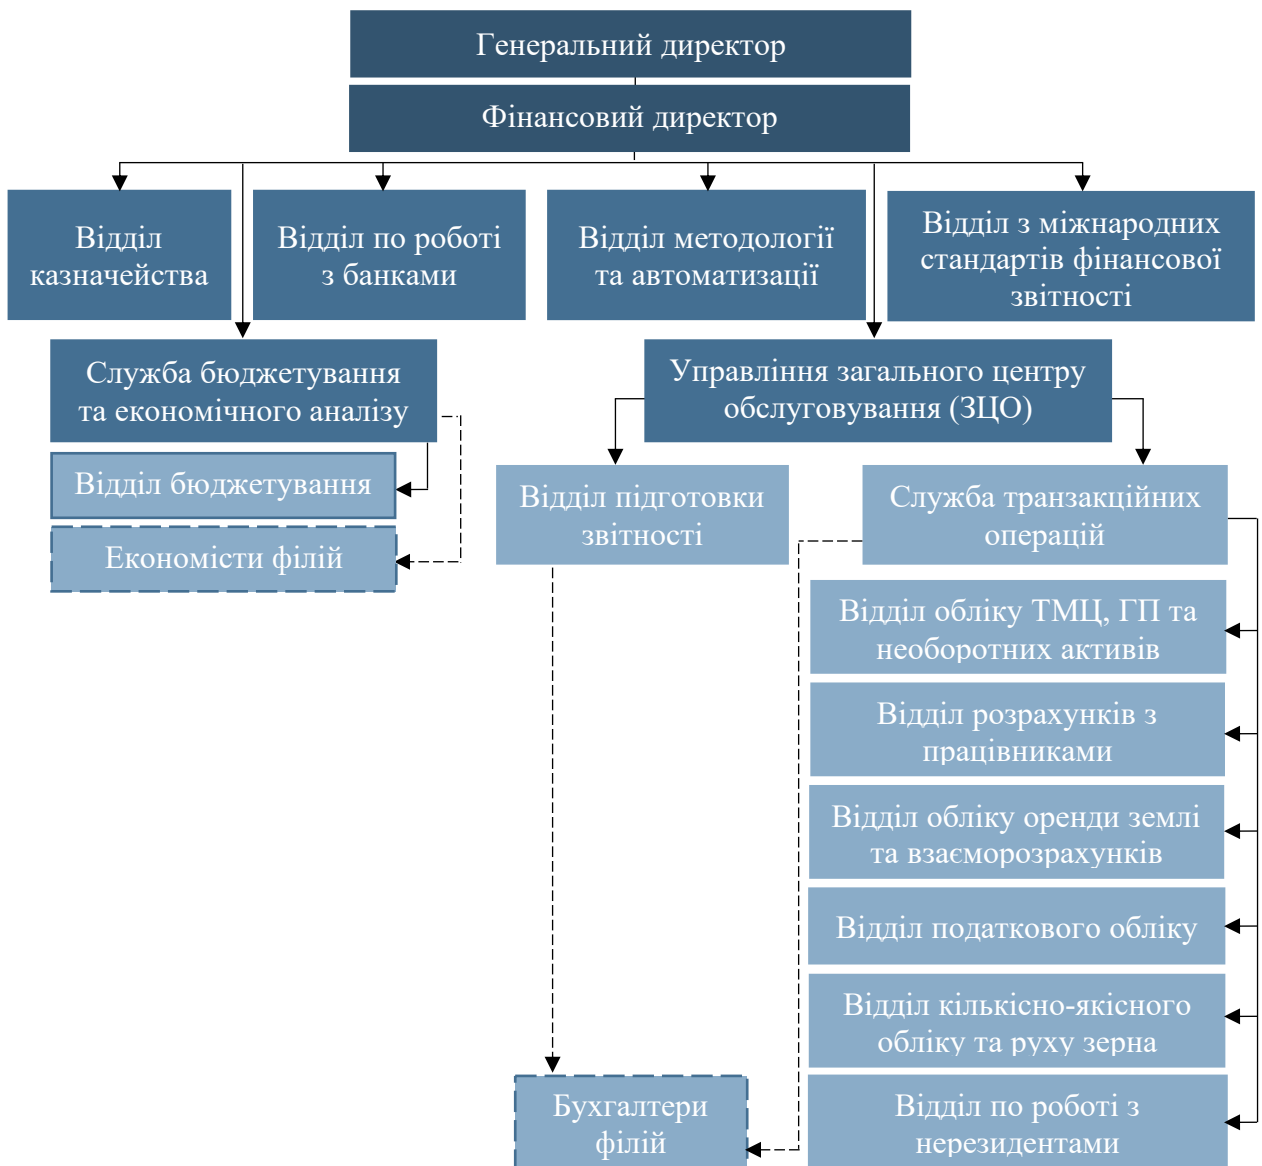 Генеральний директор
Фінансовий директор
Відділ
казначейства
Відділ по роботі
з банками
Відділ методології
та автоматизації
Відділ з міжнародних
стандартів фінансової
звітності
Служба бюджетування
та економічного аналізу
Управління загального центру
обслуговування (ЗЦО)
Відділ бюджетування
Економісти філій
Відділ підготовки
звітності
Служба транзакційних
операцій
Відділ обліку ТМЦ, ГП та
необоротних активів
Відділ розрахунків з
працівниками
Відділ обліку оренди землі
та взаєморозрахунків
Відділ податкового обліку
Відділ кількісно-якісного
обліку та руху зерна
Бухгалтери
філій
Відділ по роботі з
нерезидентами